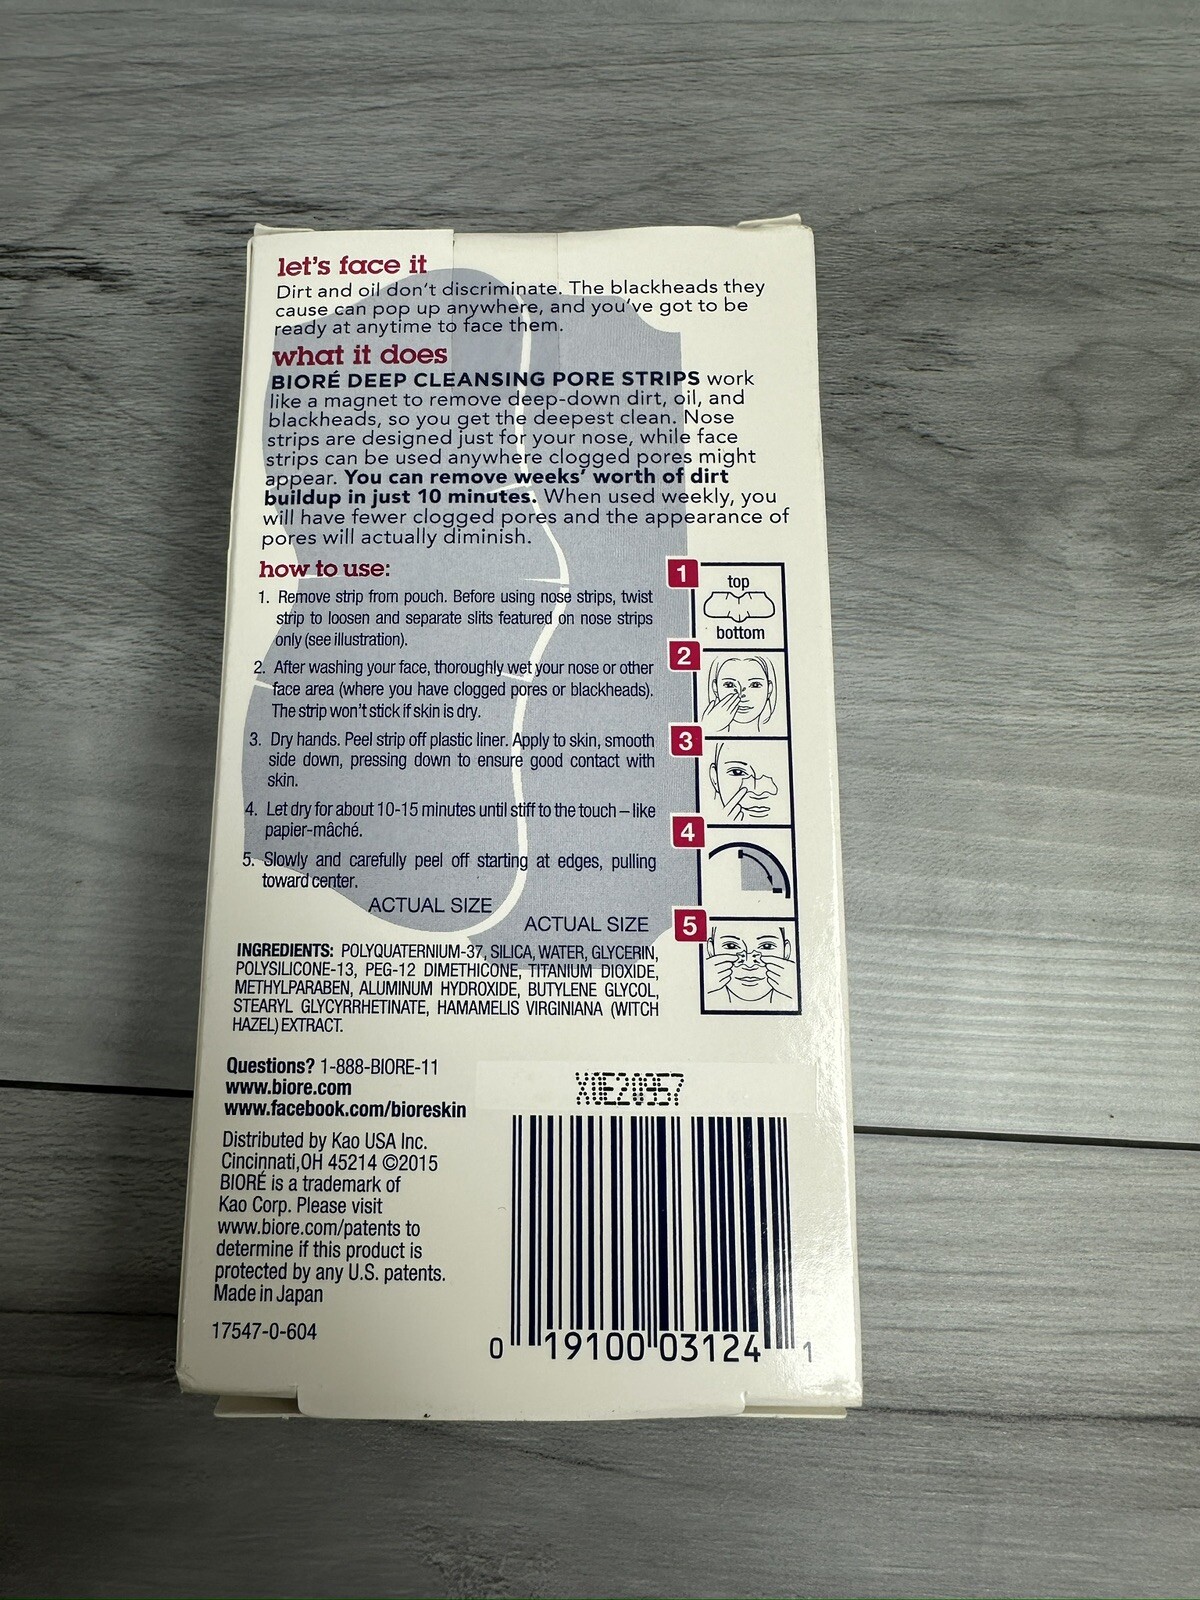 let's face it
Dirt and oil don't discriminate. The blackheads they
cause can pop up anywhere, and you've got to be
ready at anytime to face them.
what it does
BIORÉ DEEP CLEANSING PORE STRIPS work
like a magnet to remove deep-down dirt, oil, and
blackheads, so you get the deepest clean. Nose
strips are designed just for your nose, while face
strips can be used anywhere clogged pores might
appear. You can remove weeks' worth of dirt
buildup in just 10 minutes. When used weekly, you
will have fewer clogged pores and the appearance of
pores will actually diminish.
how to use:
1. Remove strip from pouch. Before using nose strips, twist
strip to loosen and separate slits featured on nose strips
only (see illustration).
2. After washing your face, thoroughly wet your nose or other
face area (where you have clogged pores or blackheads).
The strip won't stick if skin is dry.
3. Dry hands. Peel strip off plastic liner. Apply to skin, smooth
side down, pressing down to ensure good contact with
skin.
4. Let dry for about 10-15 minutes until stiff to the touch – like
papier-mâché.
5. Slowly and carefully peel off starting at edges, pulling
toward center.
ACTUAL SIZE
ACTUAL SIZE
1
top
bottom
2
3
4
5
INGREDIENTS: POLYQUATERNIUM-37, SILICA, WATER, GLYCERIN,
POLYSILICONE-13, PEG-12 DIMETHICONE, TITANIUM DIOXIDE,
METHYLPARABEN, ALUMINUM HYDROXIDE, BUTYLENE GLYCOL,
STEARYL GLYCYRRHETINATE, HAMAMELIS VIRGINIANA (WITCH
HAZEL) EXTRACT.
Questions? 1-888-BIORE-11
www.biore.com
www.facebook.com/bioreskin
Distributed by Kao USA Inc.
Cincinnati, OH 45214 ©2015
BIORÉ is a trademark of
Kao Corp. Please visit
www.biore.com/patents to
determine if this product is
protected by any U.S. patents.
Made in Japan
17547-0-604
X0E20957
0 19100 03124 1